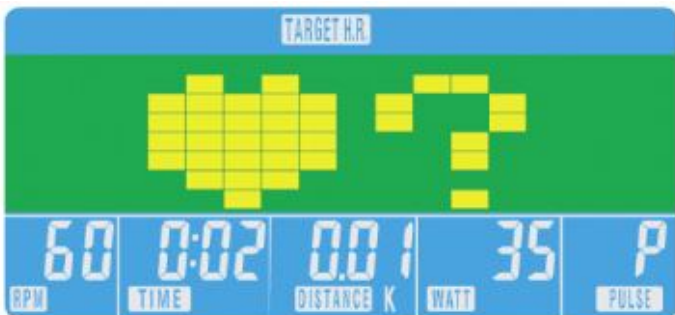 TARGET H.R.
?
60 0:02 0.01 35 P
RPM TIME DISTANCE K WATT PULSE